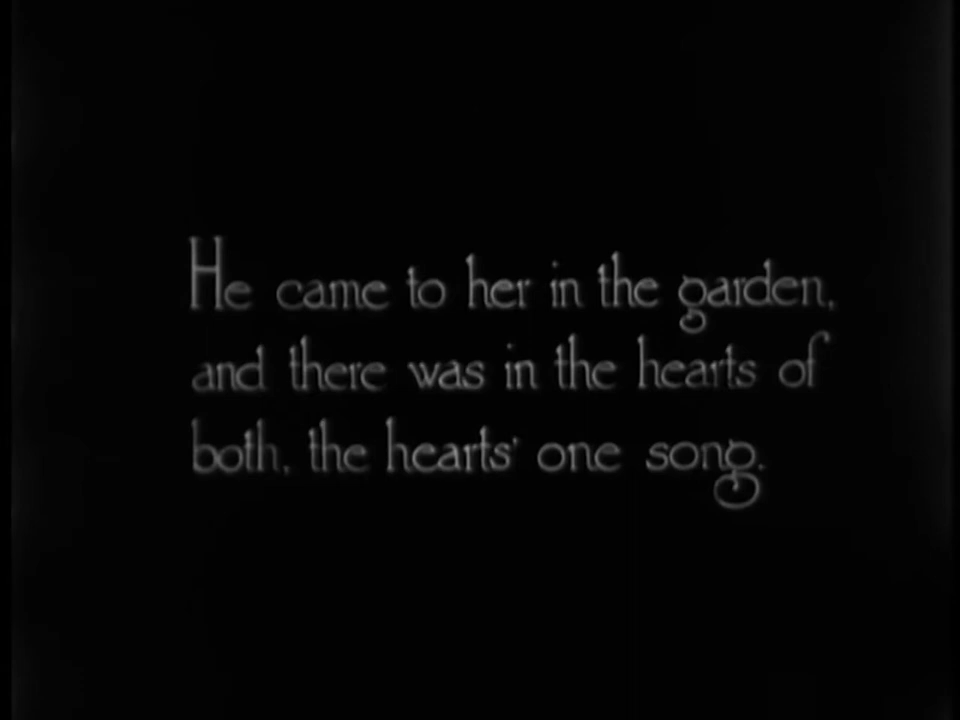 He came to her in the garden,
and there was in the hearts of
both, the hearts' one song.